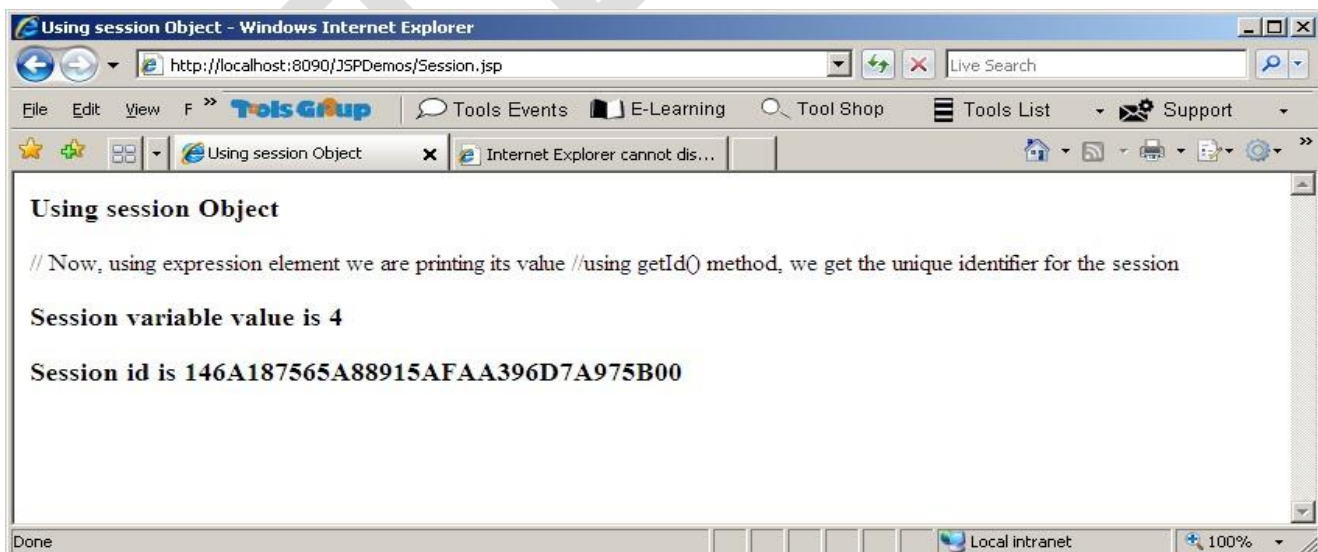 Using session Object - Windows Internet Explorer
http://localhost:8090/JSPDemos/Session.jsp
Live Search
File Edit View F » Tools Group Tools Events E-Learning Tool Shop Tools List Support
Using session Object Internet Explorer cannot dis... »
Using session Object
// Now, using expression element we are printing its value //using getId() method, we get the unique identifier for the session
Session variable value is 4
Session id is 146A187565A88915AFAA396D7A975B00
Done Local intranet 100%